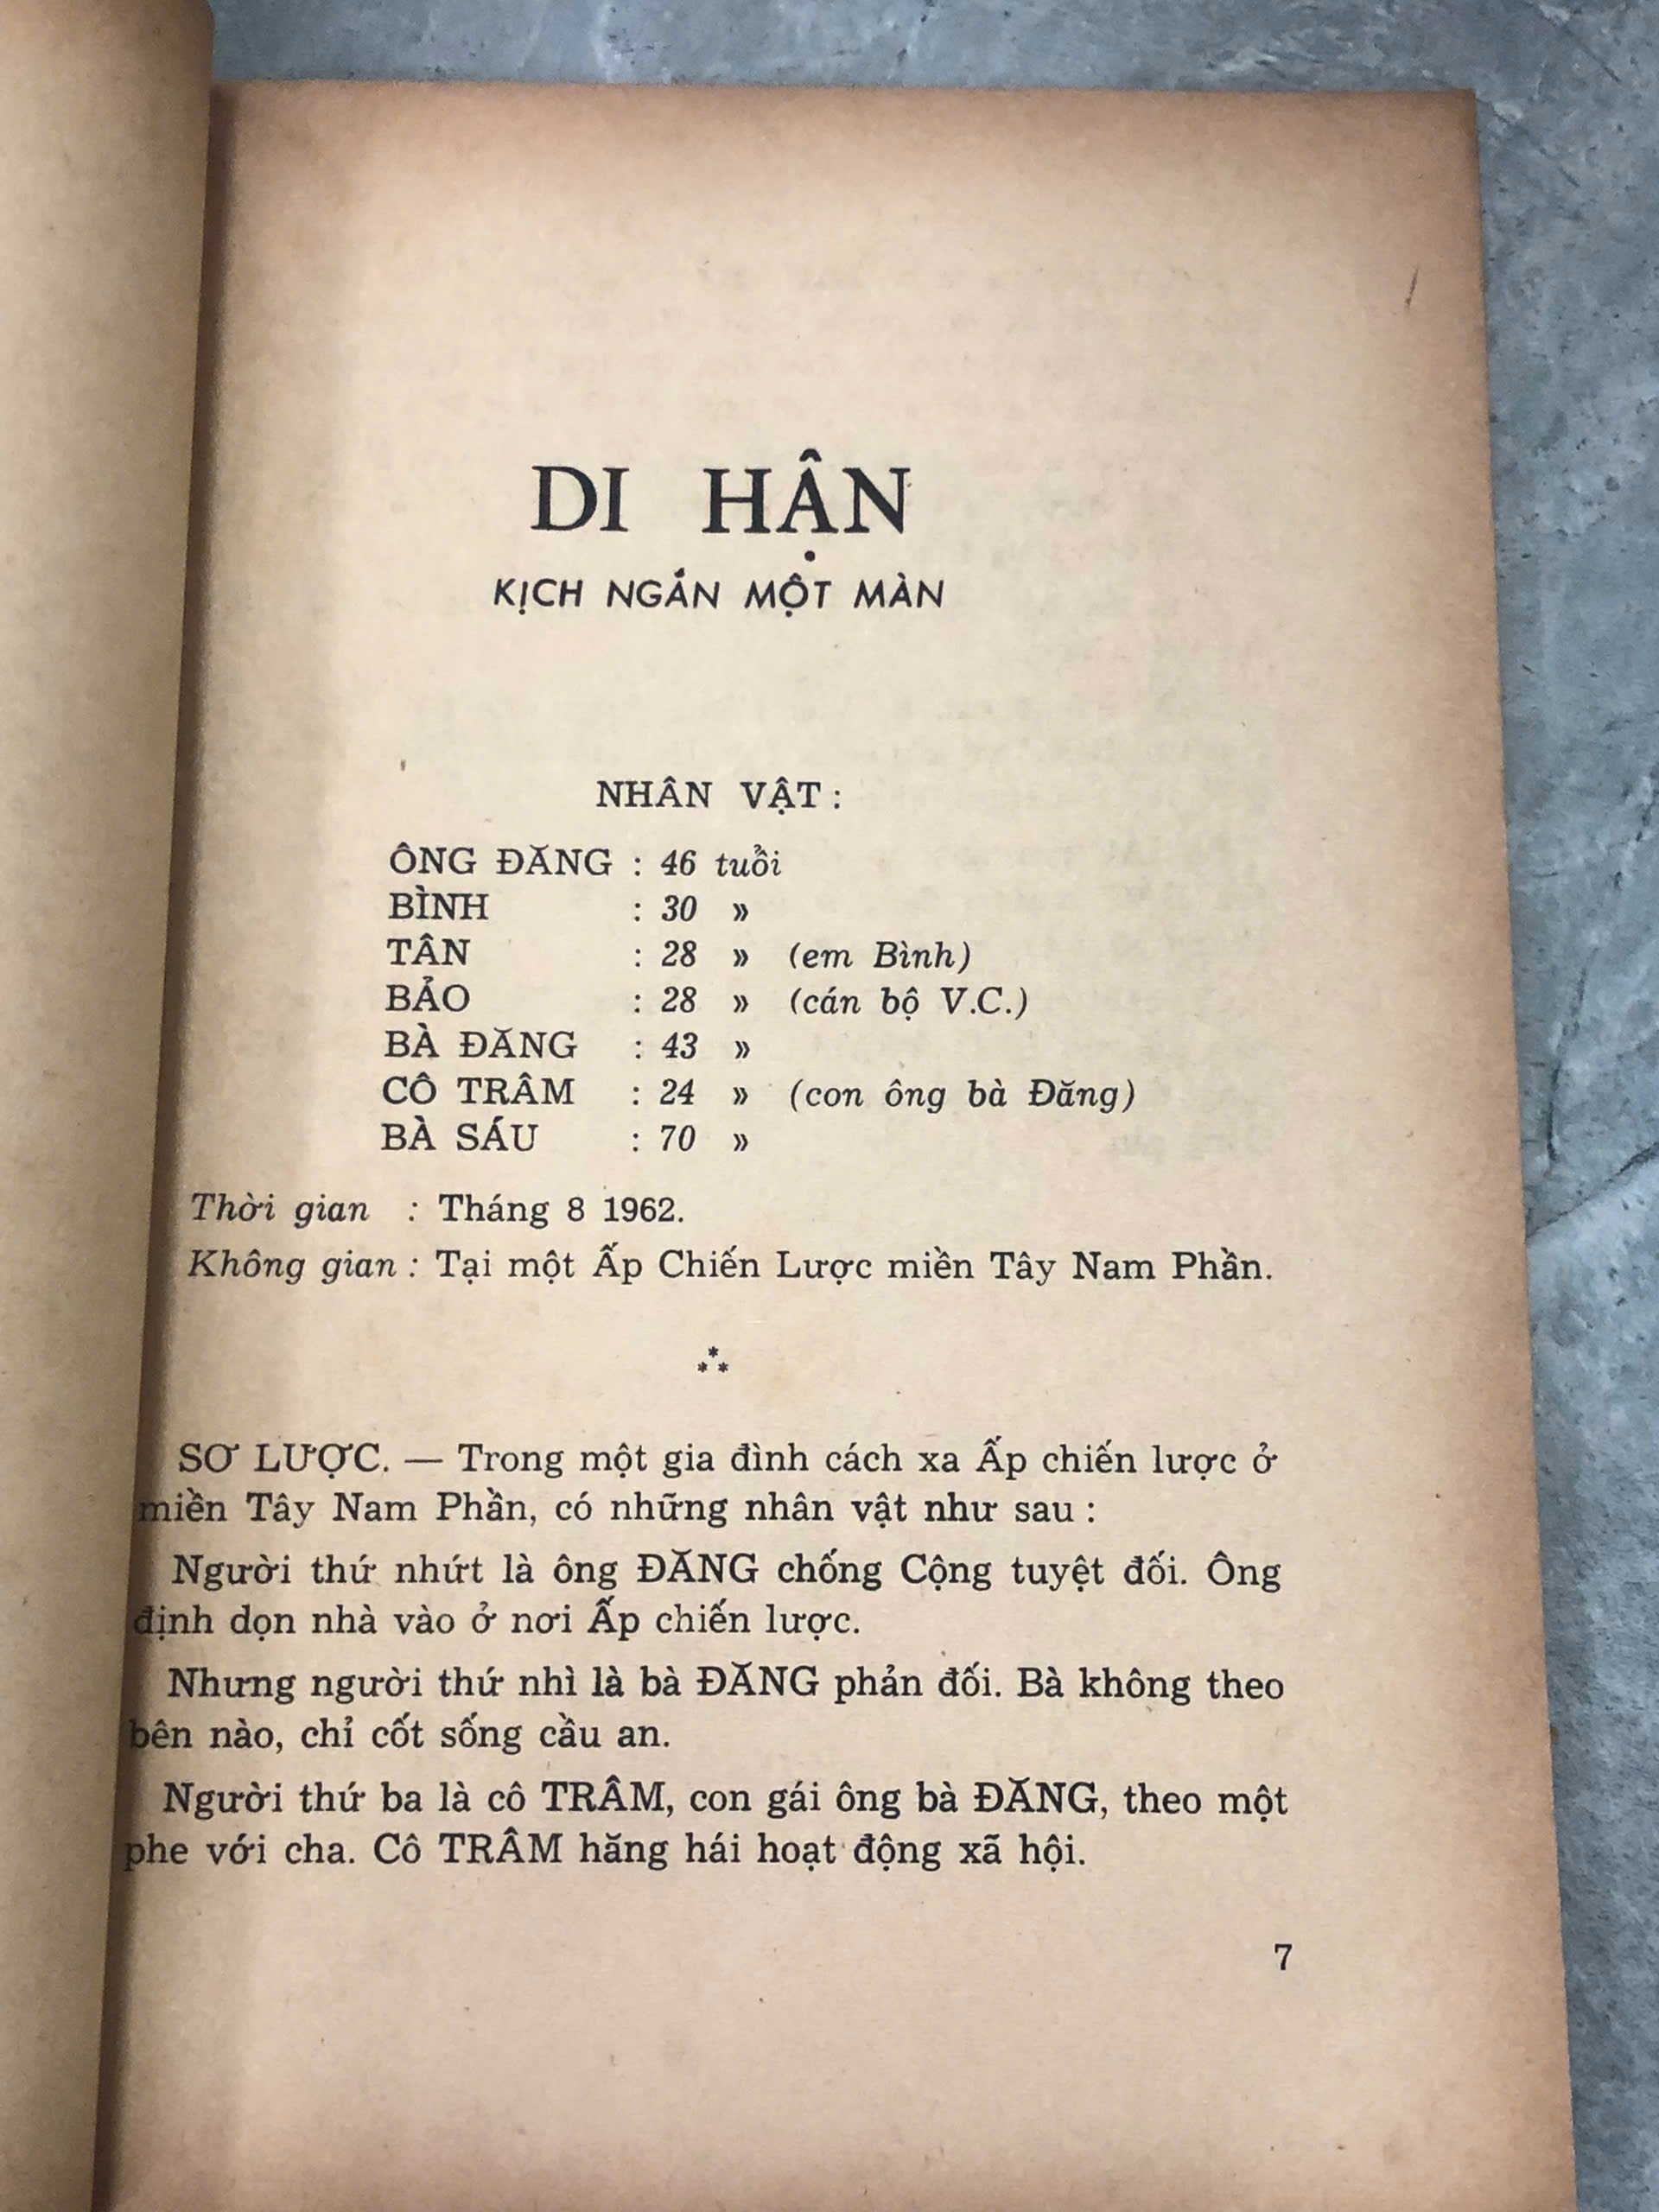 DI HẬN
KỊCH NGẮN MỘT MÀN
NHÂN VẬT :
ÔNG ĐĂNG : 46 tuổi
BÌNH : 30 »
TÂN : 28 » (em Bình)
BẢO : 28 » (cán bộ V.C.)
BÀ ĐĂNG : 43 »
CÔ TRÂM : 24 » (con ông bà Đăng)
BÀ SÁU : 70 »
Thời gian : Tháng 8 1962.
Không gian : Tại một Ấp Chiến Lược miền Tây Nam Phần.
⁂
SƠ LƯỢC. — Trong một gia đình cách xa Ấp chiến lược ở
miền Tây Nam Phần, có những nhân vật như sau :
Người thứ nhứt là ông ĐĂNG chống Cộng tuyệt đối. Ông
định dọn nhà vào ở nơi Ấp chiến lược.
Nhưng người thứ nhì là bà ĐĂNG phản đối. Bà không theo
bên nào, chỉ cốt sống cầu an.
Người thứ ba là cô TRÂM, con gái ông bà ĐĂNG, theo một
phe với cha. Cô TRÂM hăng hái hoạt động xã hội.
7